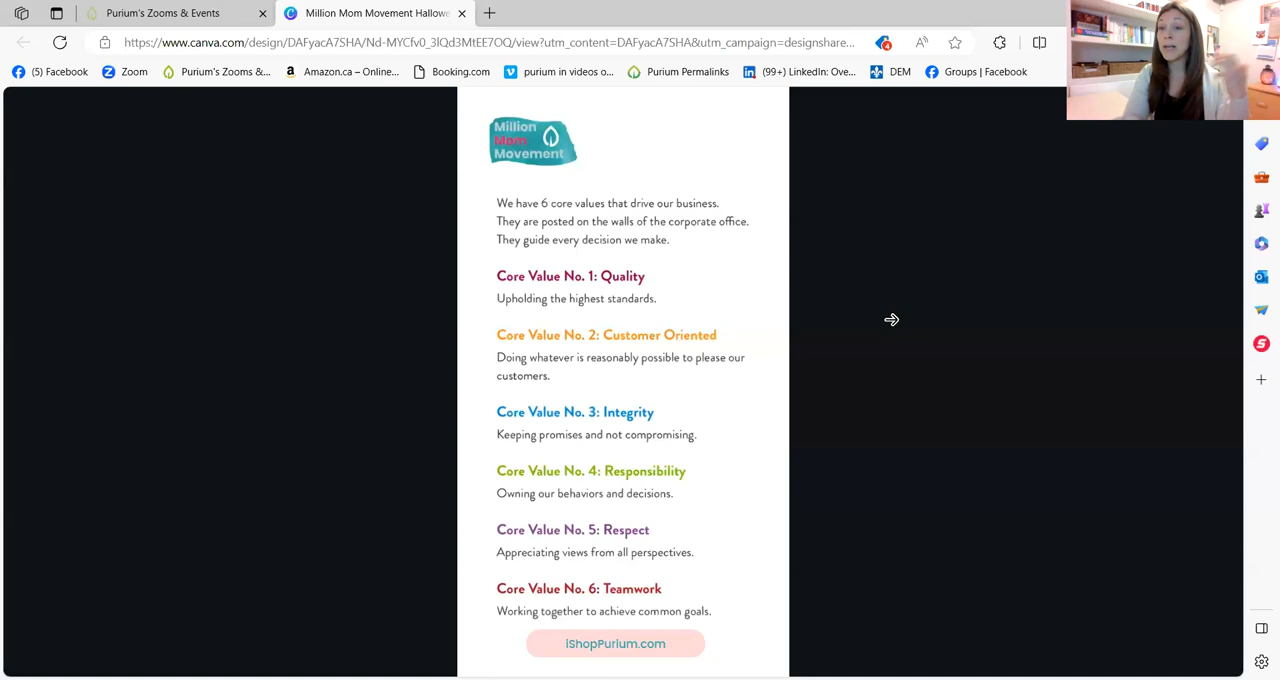 Purium's Zooms & Events
Million Mom Movement Hallowe
https://www.canva.com/design/DAFyacA7SHA/Nd-MYCfv0_3lQd3MtEE7OQ/view?utm_content=DAFyacA7SHA&utm_campaign=designshare...
4
(5) Facebook
Zoom
Purium's Zooms &...
Amazon.ca – Online...
Booking.com
purium in videos o...
Purium Permalinks
(99+) LinkedIn: Ove...
DEM
Groups | Facebook
Million
Mom
Movement
We have 6 core values that drive our business.
They are posted on the walls of the corporate office.
They guide every decision we make.
Core Value No. 1: Quality
Upholding the highest standards.
Core Value No. 2: Customer Oriented
Doing whatever is reasonably possible to please our
customers.
Core Value No. 3: Integrity
Keeping promises and not compromising.
Core Value No. 4: Responsibility
Owning our behaviors and decisions.
Core Value No. 5: Respect
Appreciating views from all perspectives.
Core Value No. 6: Teamwork
Working together to achieve common goals.
iShopPurium.com